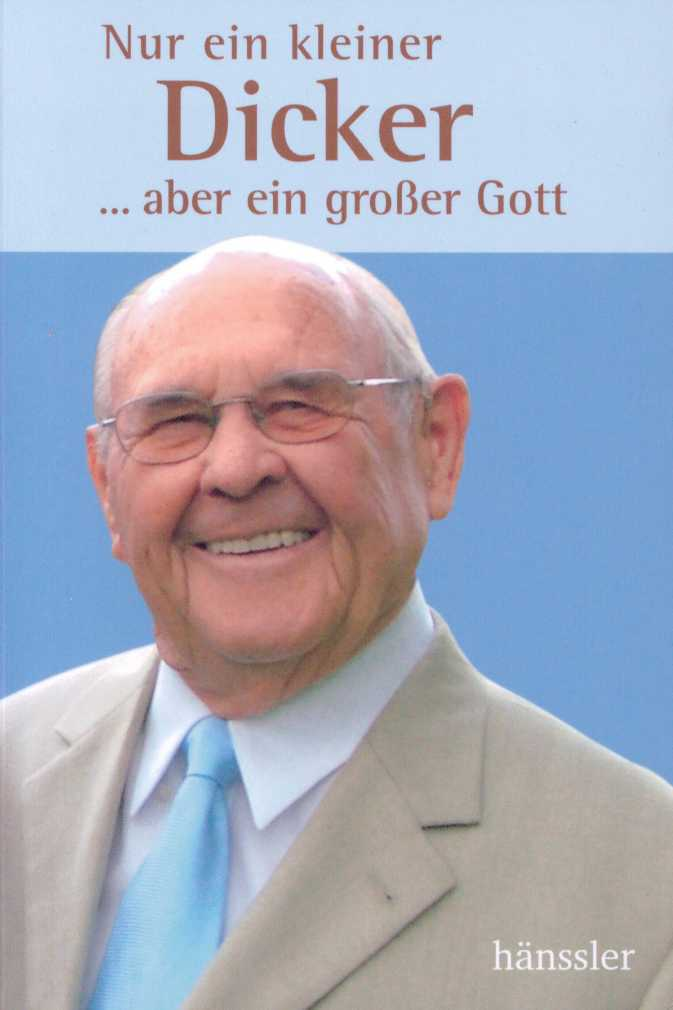 Nur ein kleiner
Dicker
... aber ein großer Gott
hänssler